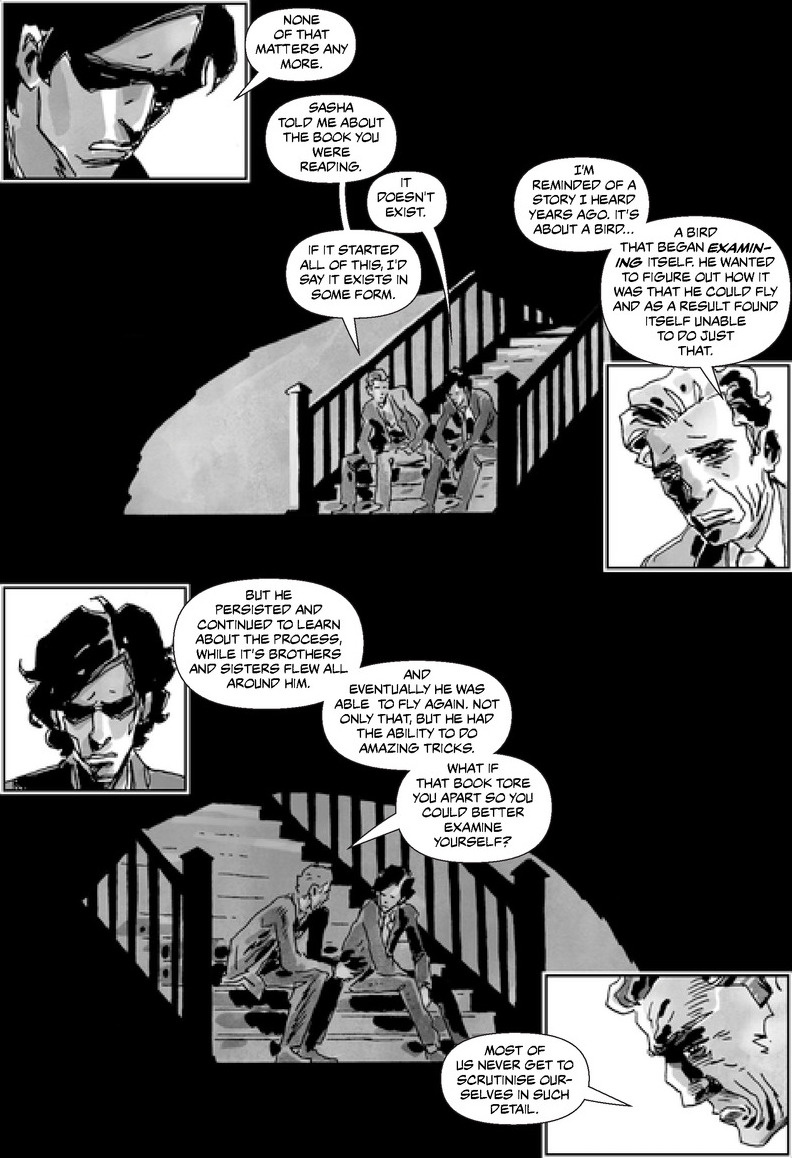 NONE
OF THAT
MATTERS ANY
MORE.
SASHA
TOLD ME ABOUT
THE BOOK YOU
WERE
READING.
IT
DOESN'T
EXIST.
IF IT STARTED
ALL OF THIS, I'D
SAY IT EXISTS IN
SOME FORM.
I'M
REMINDED OF A
STORY I HEARD
YEARS AGO. IT'S
ABOUT A BIRD...
A BIRD
THAT BEGAN EXAMIN-
ING ITSELF. HE WANTED
TO FIGURE OUT HOW IT
WAS THAT HE COULD FLY
AND AS A RESULT FOUND
ITSELF UNABLE
TO DO JUST
THAT.
BUT HE
PERSISTED AND
CONTINUED TO LEARN
ABOUT THE PROCESS,
WHILE IT'S BROTHERS
AND SISTERS FLEW ALL
AROUND HIM.
AND
EVENTUALLY HE WAS
ABLE TO FLY AGAIN. NOT
ONLY THAT, BUT HE HAD
THE ABILITY TO DO
AMAZING TRICKS.
WHAT IF
THAT BOOK TORE
YOU APART SO YOU
COULD BETTER
EXAMINE
YOURSELF?
MOST OF
US NEVER GET TO
SCRUTINISE OUR-
SELVES IN SUCH
DETAIL.